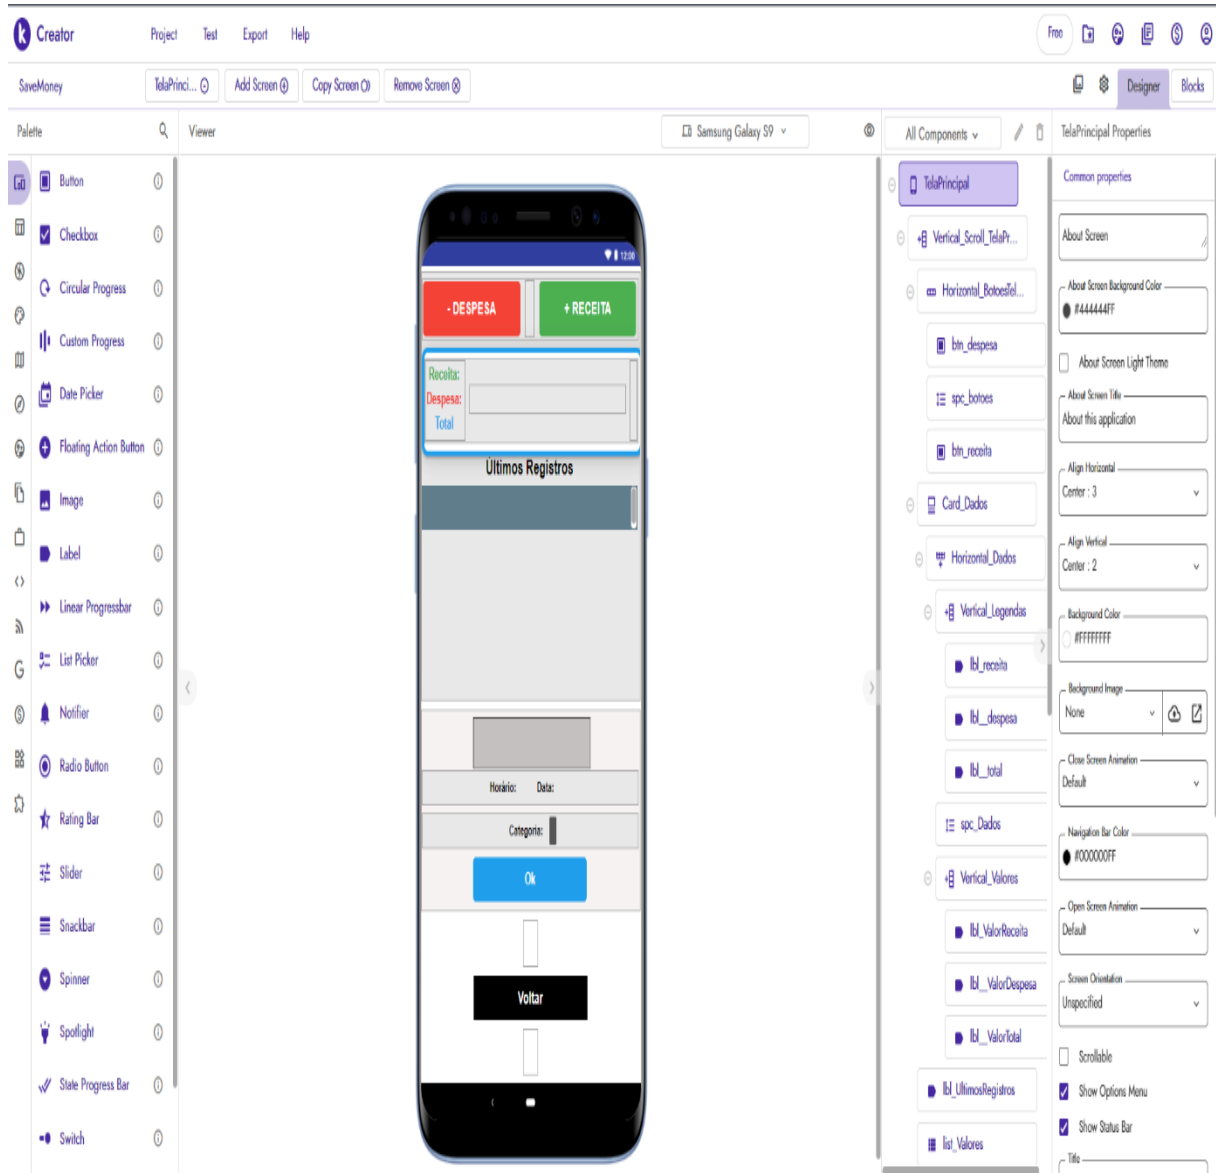 Creator Project Test Export Help Free
SaveMoney TelaPrinci... Add Screen Copy Screen Remove Screen Designer Blocks
Palette Viewer Samsung Galaxy S9 All Components TelaPrincipal Properties
Button
Checkbox
Circular Progress
Custom Progress
Date Picker
Floating Action Button
Image
Label
Linear Progressbar
List Picker
Notifier
Radio Button
Rating Bar
Slider
Snackbar
Spinner
Spotlight
State Progress Bar
Switch
12:00
- DESPESA + RECEITA
Receita:
Despesa:
Total
Últimos Registros
Horário: Data:
Categoria:
Ok
Voltar
TelaPrincipal
Vertical_Scroll_TelaPr...
Horizontal_BotoesTel...
btn_despesa
spc_botoes
btn_receita
Card_Dados
Horizontal_Dados
Vertical_Legendas
lbl_receita
lbl__despesa
lbl__total
spc_Dados
Vertical_Valores
lbl_ValorReceita
lbl__ValorDespesa
lbl__ValorTotal
lbl_UltimosRegistros
list_Valores
Common properties
About Screen
About Screen Background Color
#444444FF
About Screen Light Theme
About Screen Title
About this application
Align Horizontal
Center : 3
Align Vertical
Center : 2
Background Color
#FFFFFFFF
Background Image
None
Close Screen Animation
Default
Navigation Bar Color
#000000FF
Open Screen Animation
Default
Screen Orientation
Unspecified
Scrollable
Show Options Menu
Show Status Bar
Title